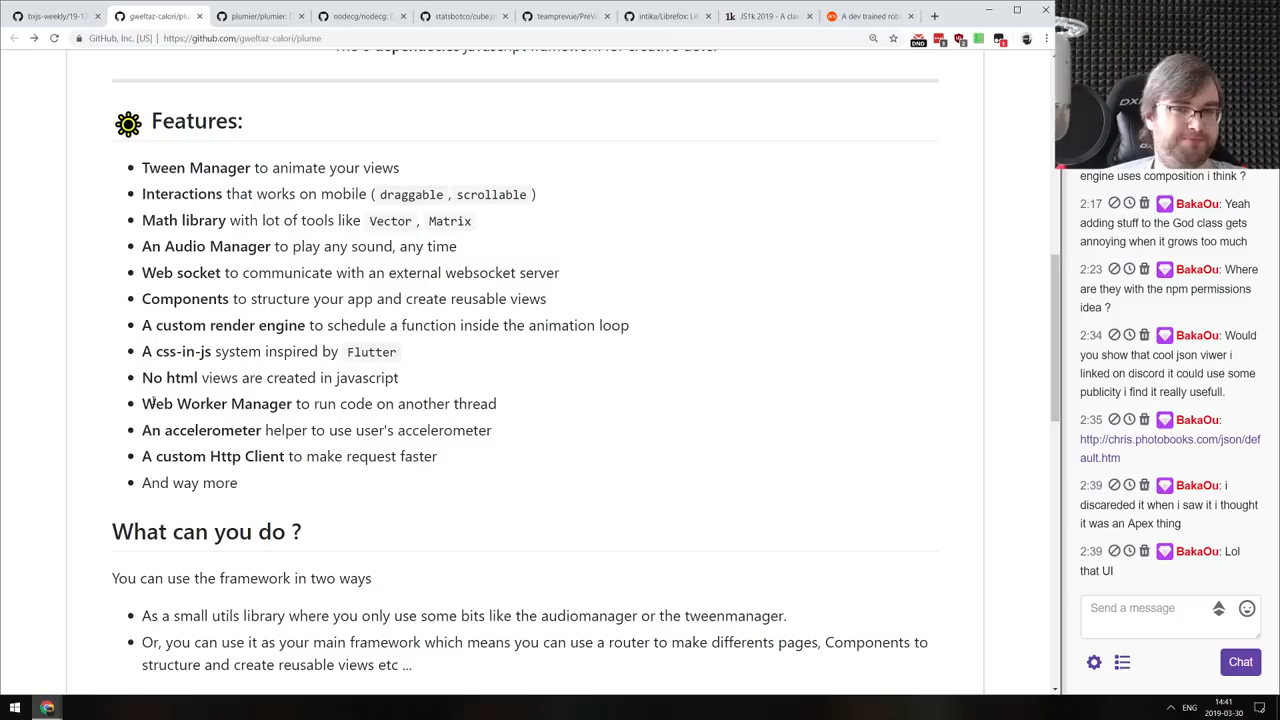 bxjs-weekly/19-13
gweltaz-calori/plum
plumier/plumier: D
nodecg/nodecg: D
statsbotco/cube.js
teamprevue/PreVu
intika/Librefox: Lib
JS1k 2019 - A clas
A dev trained rob
GitHub, Inc. [US] | https://github.com/gweltaz-calori/plume
Features:
Tween Manager to animate your views
Interactions that works on mobile ( draggable , scrollable )
Math library with lot of tools like Vector , Matrix
An Audio Manager to play any sound, any time
Web socket to communicate with an external websocket server
Components to structure your app and create reusable views
A custom render engine to schedule a function inside the animation loop
A css-in-js system inspired by Flutter
No html views are created in javascript
Web Worker Manager to run code on another thread
An accelerometer helper to use user's accelerometer
A custom Http Client to make request faster
And way more
What can you do ?
You can use the framework in two ways
As a small utils library where you only use some bits like the audiomanager or the tweenmanager.
Or, you can use it as your main framework which means you can use a router to make differents pages, Components to
structure and create reusable views etc ...
engine uses composition i think ?
2:17 BakaOu: Yeah
adding stuff to the God class gets
annoying when it grows too much
2:23 BakaOu: Where
are they with the npm permissions
idea ?
2:34 BakaOu: Would
you show that cool json viwer i
linked on discord it could use some
publicity i find it really usefull.
2:35 BakaOu:
http://chris.photobooks.com/json/def
ault.htm
2:39 BakaOu: i
discareded it when i saw it i thought
it was an Apex thing
2:39 BakaOu: Lol
that UI
Send a message
Chat
ENG
14:41
2019-03-30